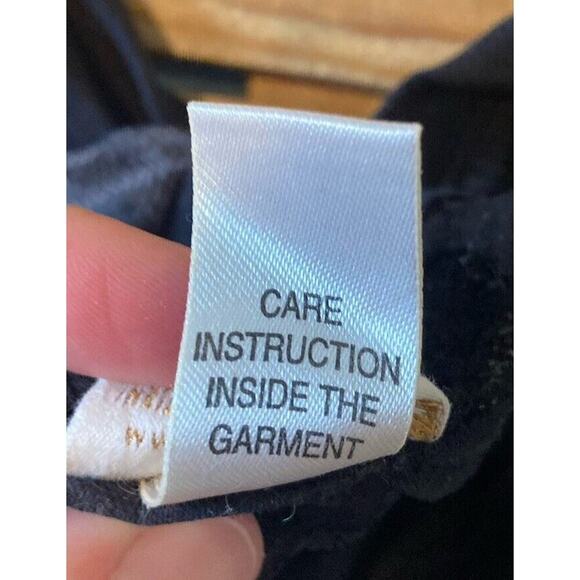 CARE
INSTRUCTION
INSIDE THE
GARMENT